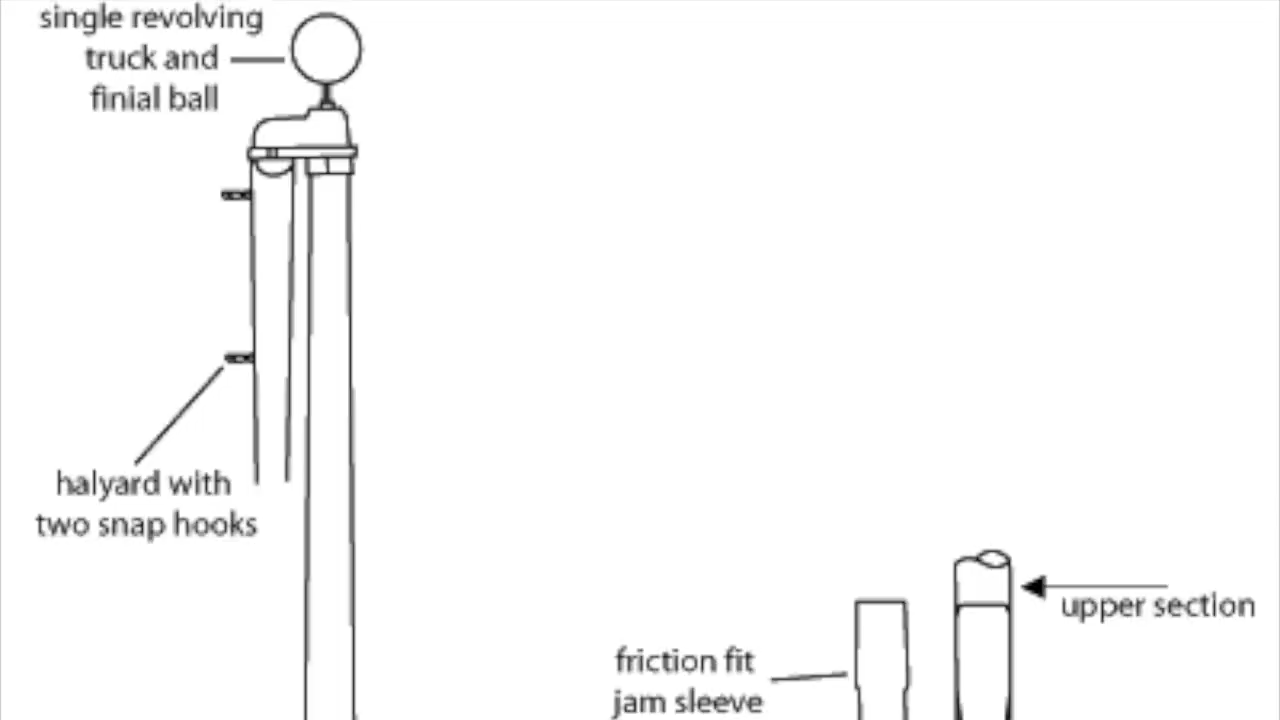 single revolving
truck and
finial ball
halyard with
two snap hooks
upper section
friction fit
jam sleeve